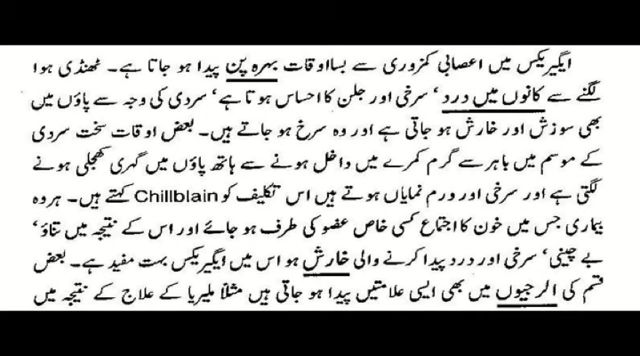 ایگیریکس میں اعصابی کمزوری سے بسااوقات بہرہ پن پیدا ہو جاتا ہے۔ ٹھنڈی ہوا
لگنے سے کانوں میں درد‘ سرخی اور جلن کا احساس ہوتا ہے‘ سردی کی وجہ سے پاؤں میں
بھی سوزش اور خارش ہو جاتی ہے اور وہ سرخ ہو جاتے ہیں۔ بعض اوقات سخت سردی
کے موسم میں باہر سے گرم کمرے میں داخل ہونے سے ہاتھ پاؤں میں گہری کھجلی ہونے
لگتی ہے اور سرخی اور ورم نمایاں ہوتے ہیں اس تکلیف کو Chillblain کہتے ہیں۔ ہر وہ
بیماری جس میں خون کا اجتماع کسی خاص عضو کی طرف ہو جائے اور اس کے نتیجہ میں تناؤ‘
بے چینی‘ سرخی اور درد پیدا کرنے والی خارش ہو اس میں ایگیریکس بہت مفید ہے۔ بعض
قسم کی الرجیوں میں بھی ایسی علامتیں پیدا ہو جاتی ہیں مثلاً ملیریا کے علاج کے نتیجہ میں